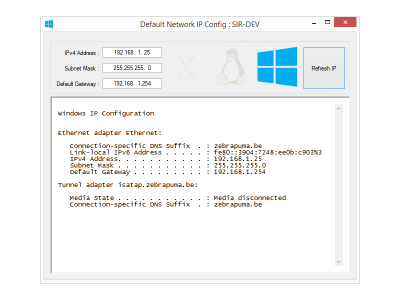 Default Network IP Config : SIR-DEV
IPv4 Address : 192.168. 1. 25
Subnet Mask : 255.255.255. 0
Default Gateway : 192.168. 1.254
Refresh IP
Windows IP Configuration
Ethernet adapter Ethernet:
Connection-specific DNS Suffix . : zebrapuma.be
Link-local IPv6 Address . . . . . : fe80::3904:7248:ee0b:c903%3
IPv4 Address. . . . . . . . . . . : 192.168.1.25
Subnet Mask . . . . . . . . . . . : 255.255.255.0
Default Gateway . . . . . . . . . : 192.168.1.254
Tunnel adapter isatap.zebrapuma.be:
Media State . . . . . . . . . . . : Media disconnected
Connection-specific DNS Suffix . : zebrapuma.be